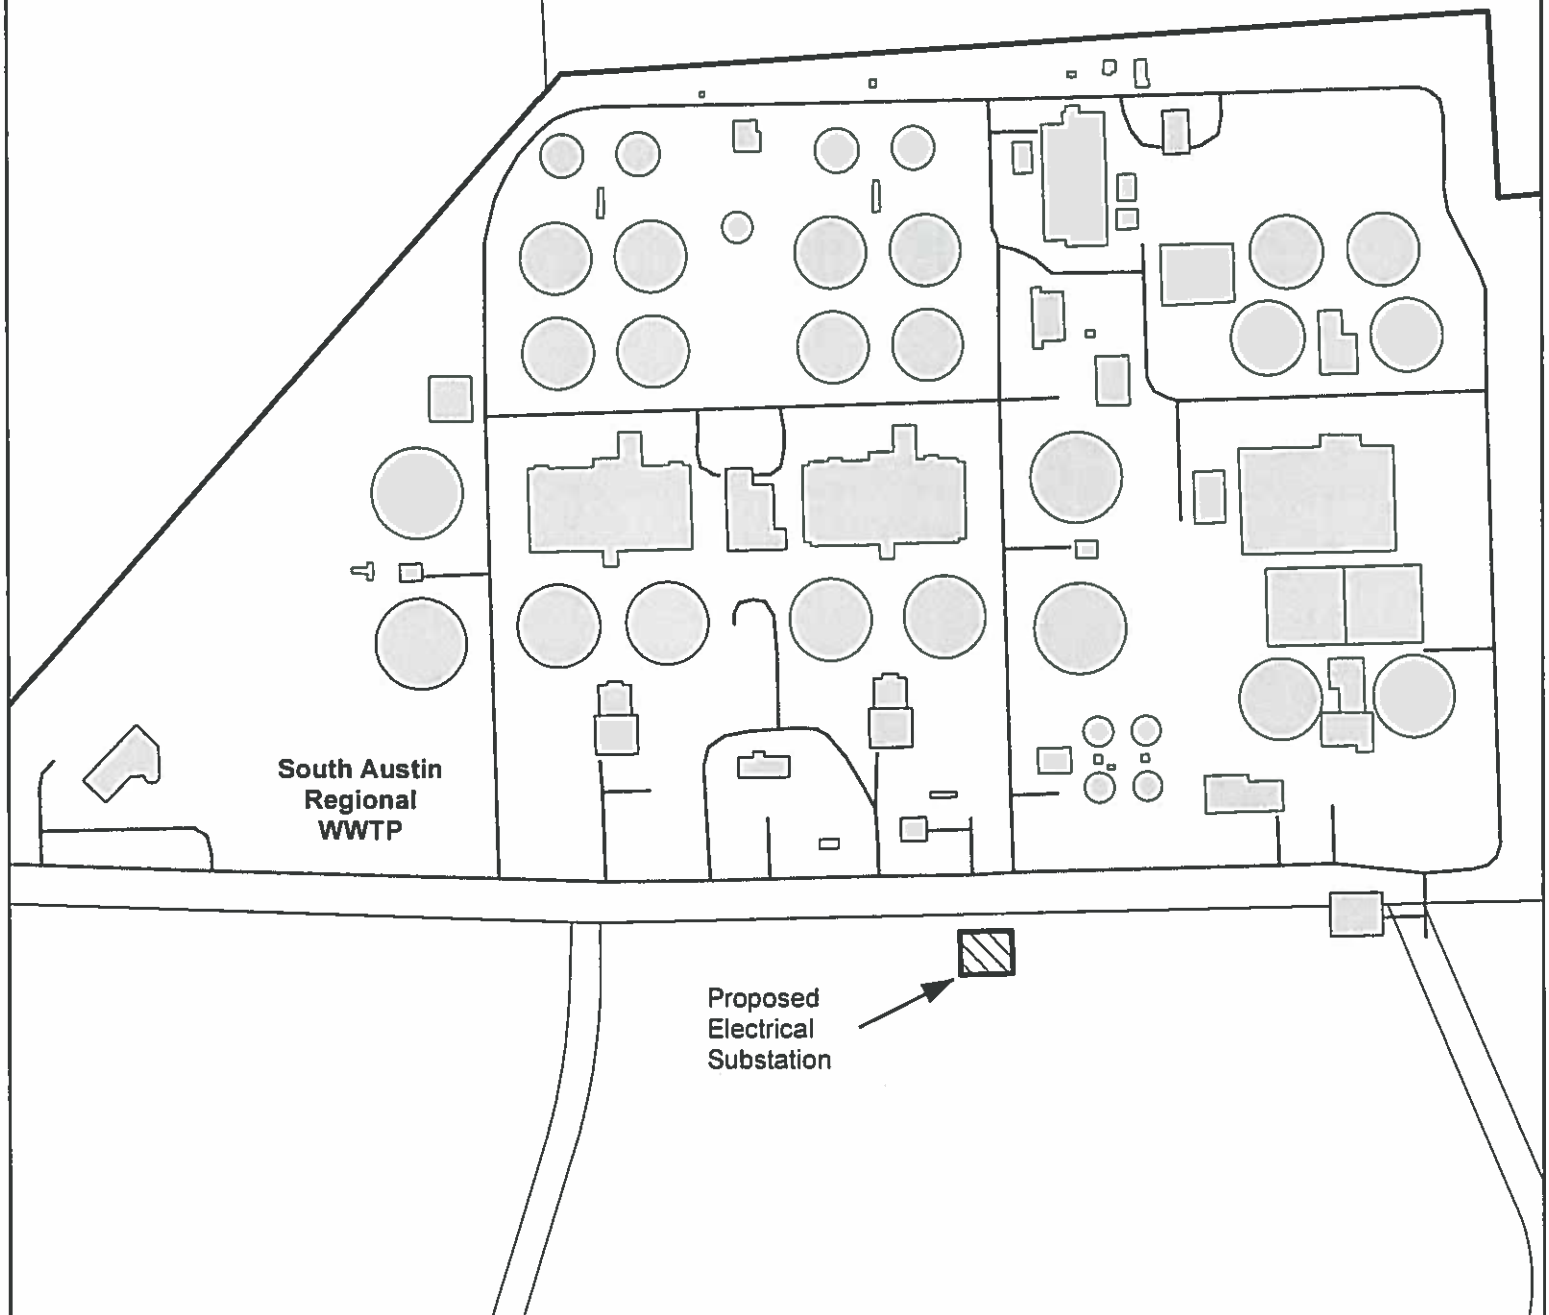 South Austin
Regional
WWTP
Proposed
Electrical
Substation